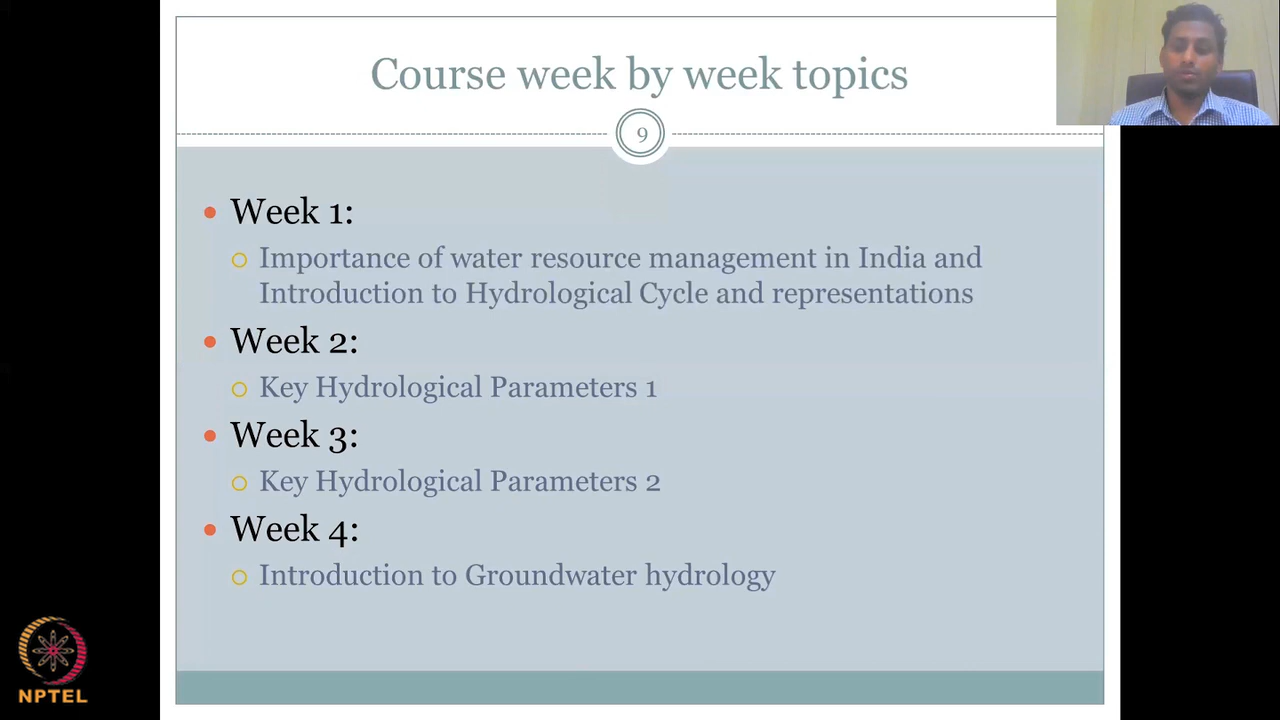 Course week by week topics
9
Week 1:
Importance of water resource management in India and
Introduction to Hydrological Cycle and representations
Week 2:
Key Hydrological Parameters 1
Week 3:
Key Hydrological Parameters 2
Week 4:
Introduction to Groundwater hydrology
NPTEL